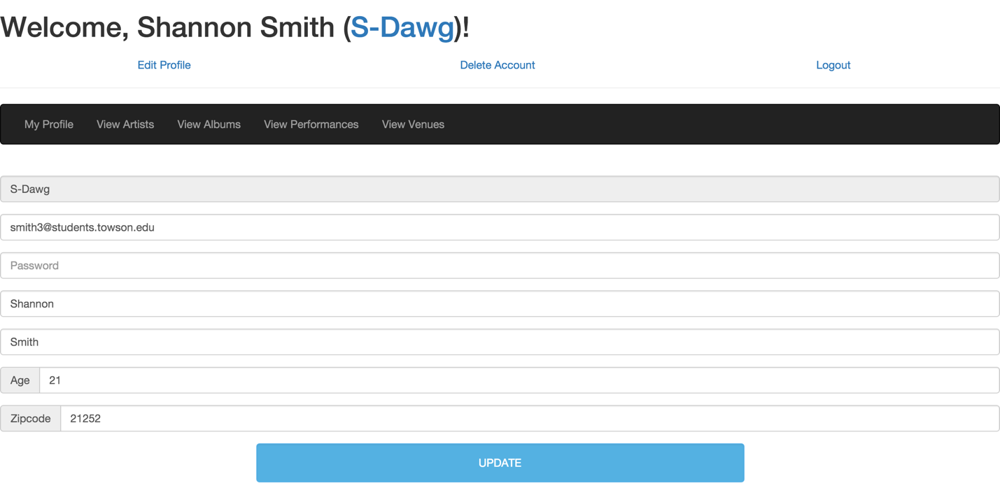 Welcome, Shannon Smith (S-Dawg)!
Edit Profile Delete Account Logout
My Profile View Artists View Albums View Performances View Venues
S-Dawg
smith3@students.towson.edu
Password
Shannon
Smith
Age 21
Zipcode 21252
UPDATE